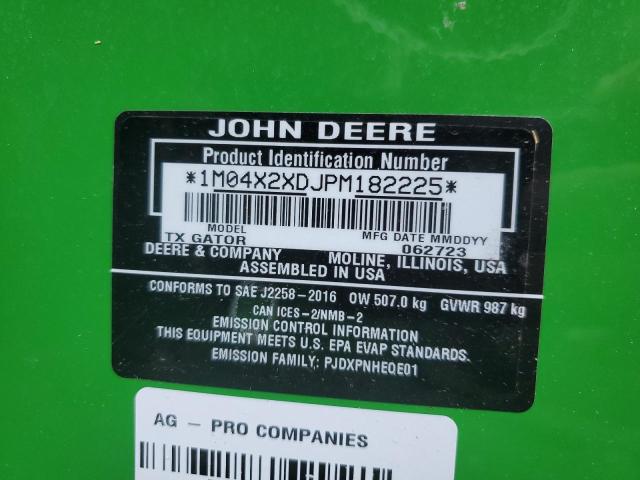 JOHN DEERE
Product Identification Number
*1M04X2XDJPM182225*
MODEL MFG DATE MMDDYY
TX GATOR 062723
DEERE & COMPANY MOLINE, ILLINOIS, USA
ASSEMBLED IN USA
CONFORMS TO SAE J2258-2016 OW 507.0 kg GVWR 987 kg
CAN ICES-2/NMB-2
EMISSION CONTROL INFORMATION
THIS EQUIPMENT MEETS U.S. EPA EVAP STANDARDS.
EMISSION FAMILY: PJDXPNHEQE01
AG - PRO COMPANIES